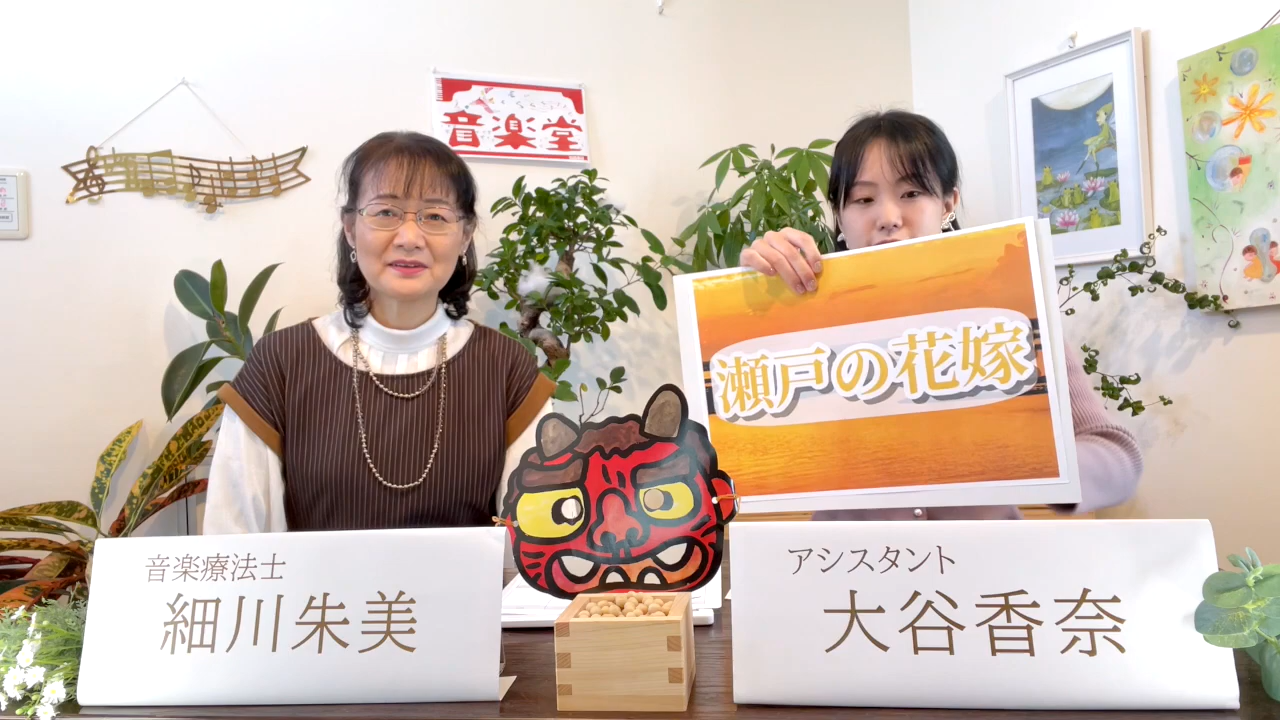 音楽堂
瀬戸の花嫁
音楽療法士
細川朱美
アシスタント
大谷香奈